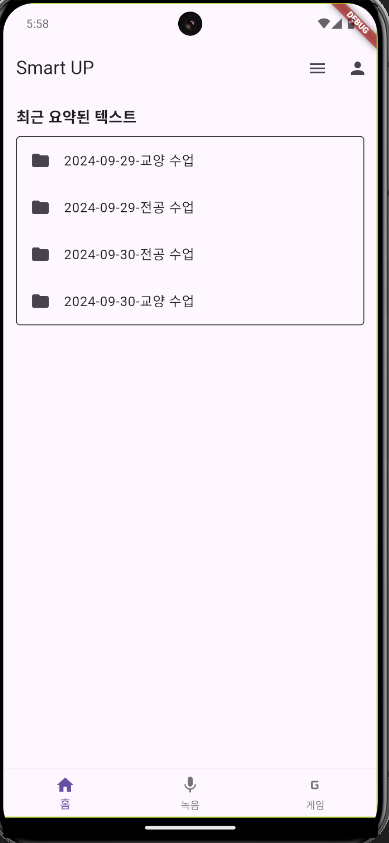 5:58
DEBUG
Smart UP
최근 요약된 텍스트
2024-09-29-교양 수업
2024-09-29-전공 수업
2024-09-30-전공 수업
2024-09-30-교양 수업
홈
녹음
G
게임